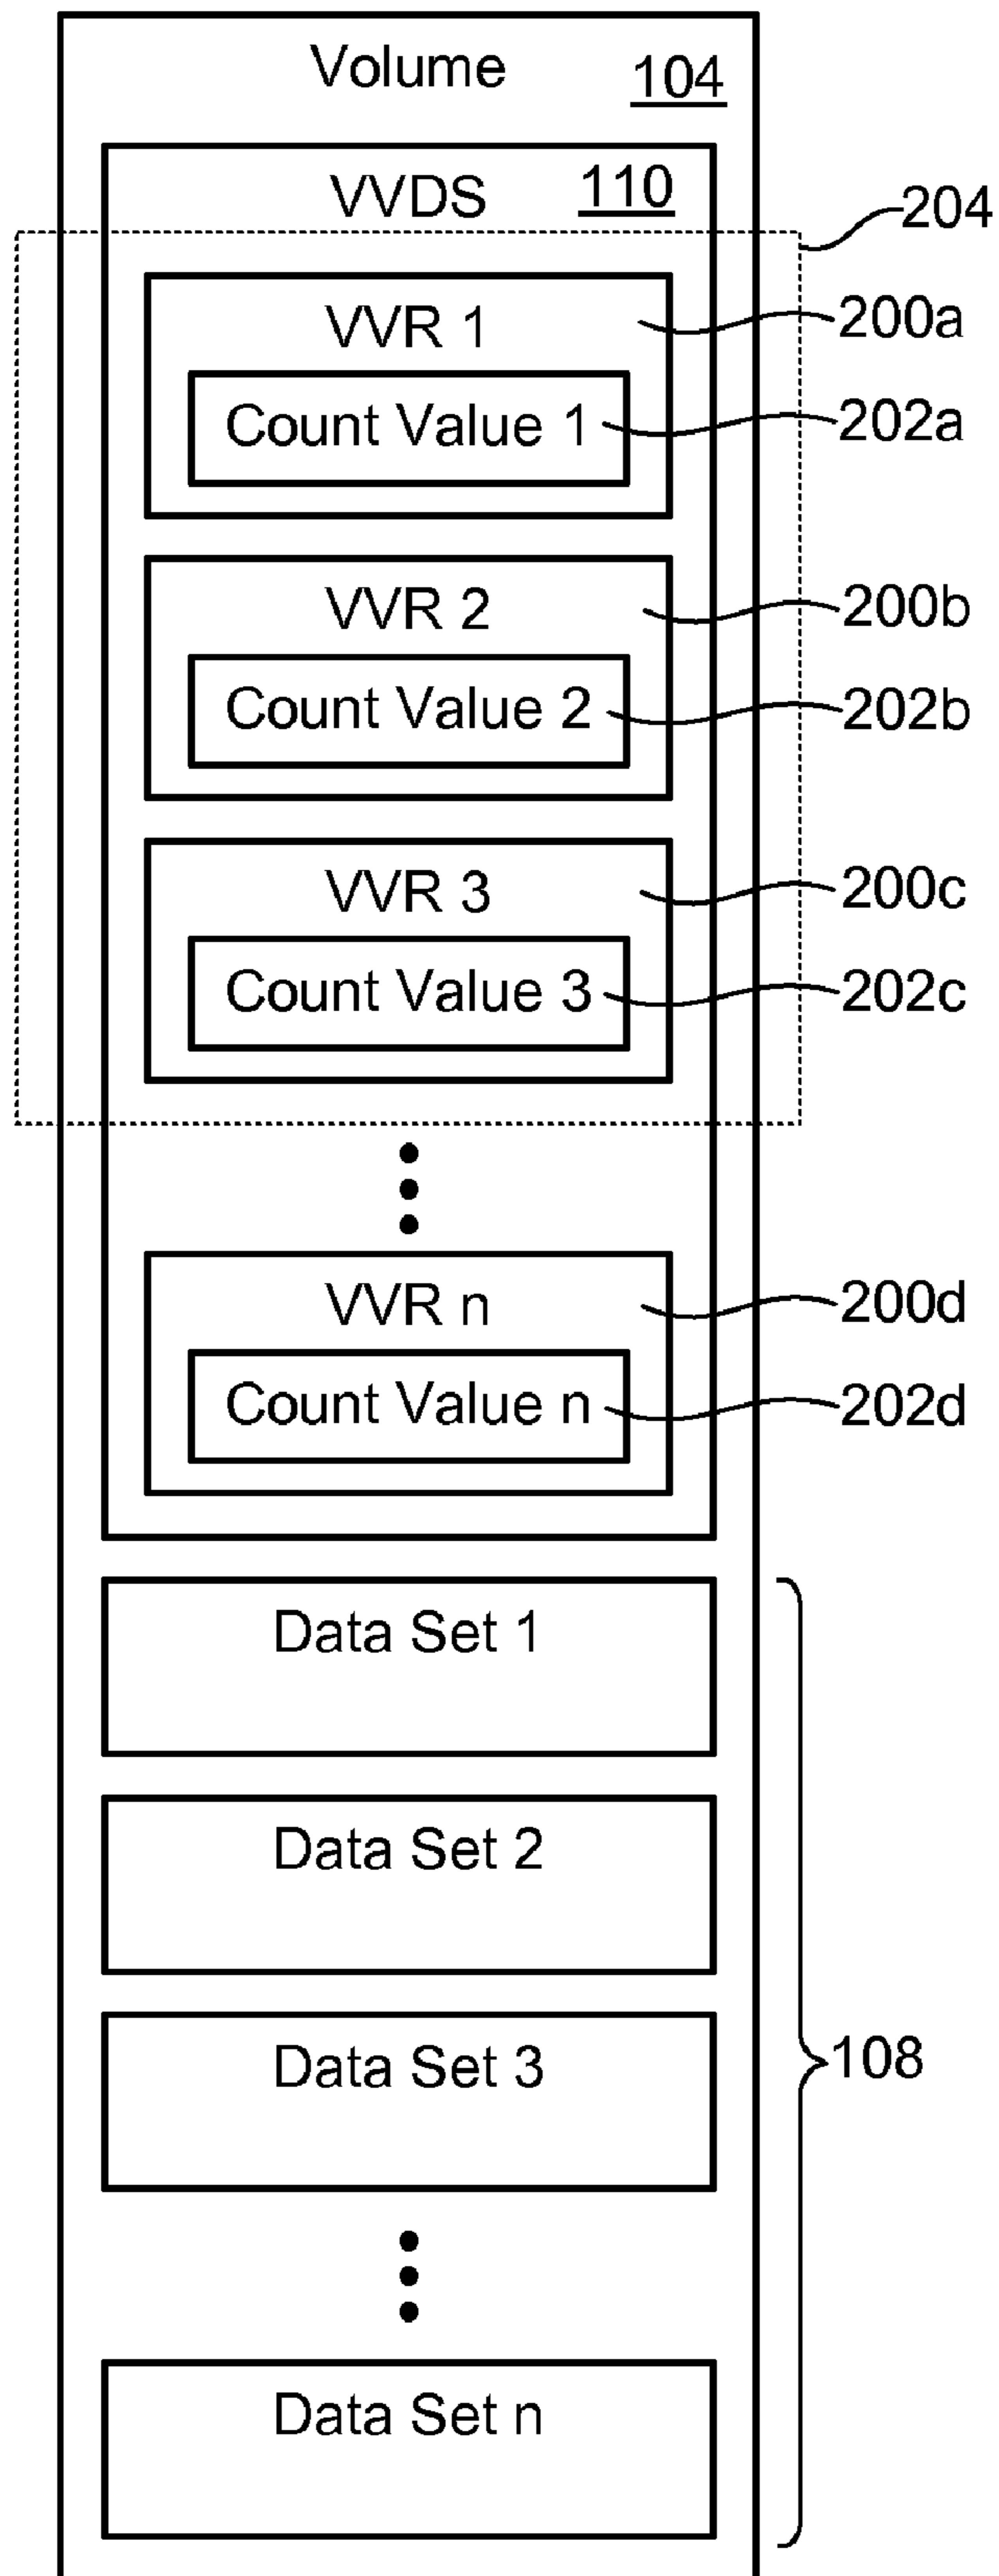 Volume 104
VVDS 110
204
VVR 1 200a
Count Value 1 202a
VVR 2 200b
Count Value 2 202b
VVR 3 200c
Count Value 3 202c
VVR n 200d
Count Value n 202d
Data Set 1
Data Set 2
Data Set 3
108
Data Set n